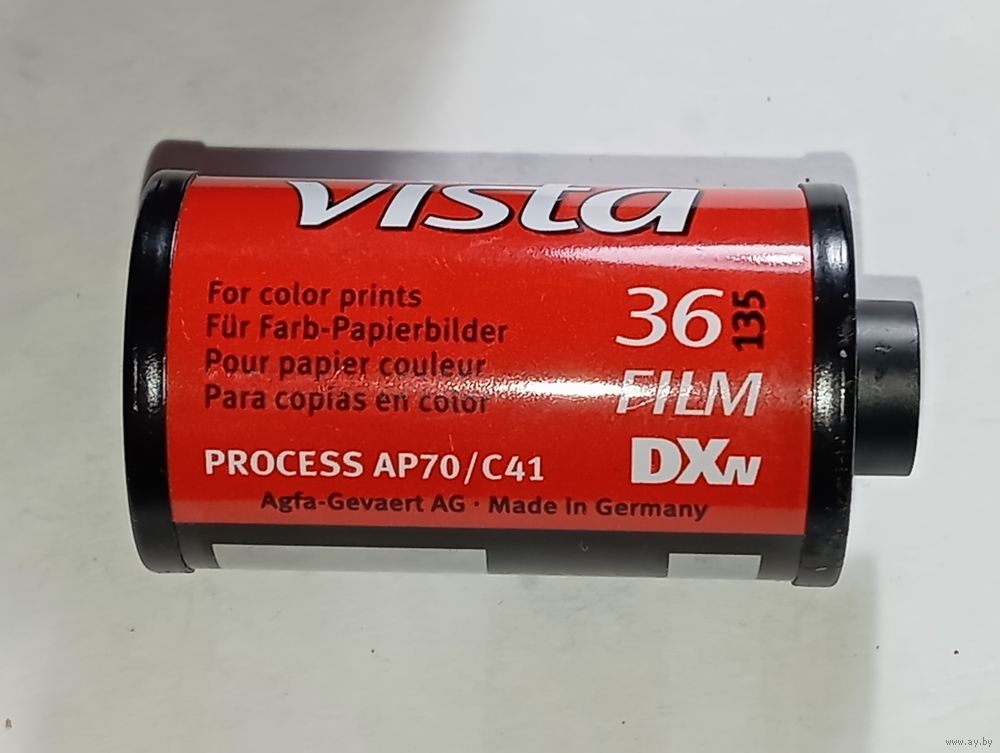 vista
For color prints
Für Farb-Papierbilder
Pour papier couleur
Para copias en color
36
135
FILM
DXN
PROCESS AP70/C41
Agfa-Gevaert AG · Made in Germany
www.ay.by